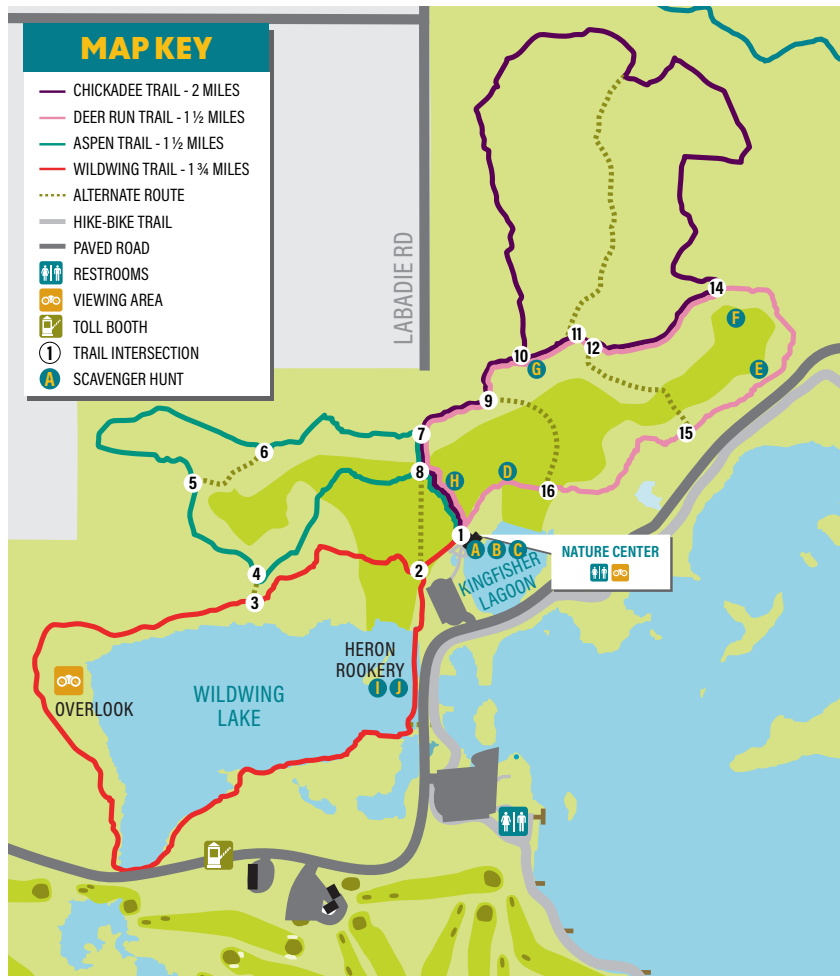 MAP KEY
CHICKADEE TRAIL - 2 MILES
DEER RUN TRAIL - 1 ½ MILES
ASPEN TRAIL - 1 ½ MILES
WILDWING TRAIL - 1 ¾ MILES
ALTERNATE ROUTE
HIKE-BIKE TRAIL
PAVED ROAD
RESTROOMS
VIEWING AREA
TOLL BOOTH
1 TRAIL INTERSECTION
A SCAVENGER HUNT
LABADIE RD
14
F
11
12
10
G
E
9
7
15
6
8
H
D
5
16
1
A B C
NATURE CENTER
KINGFISHER
LAGOON
2
4
3
HERON
ROOKERY
I J
WILDWING
LAKE
OVERLOOK